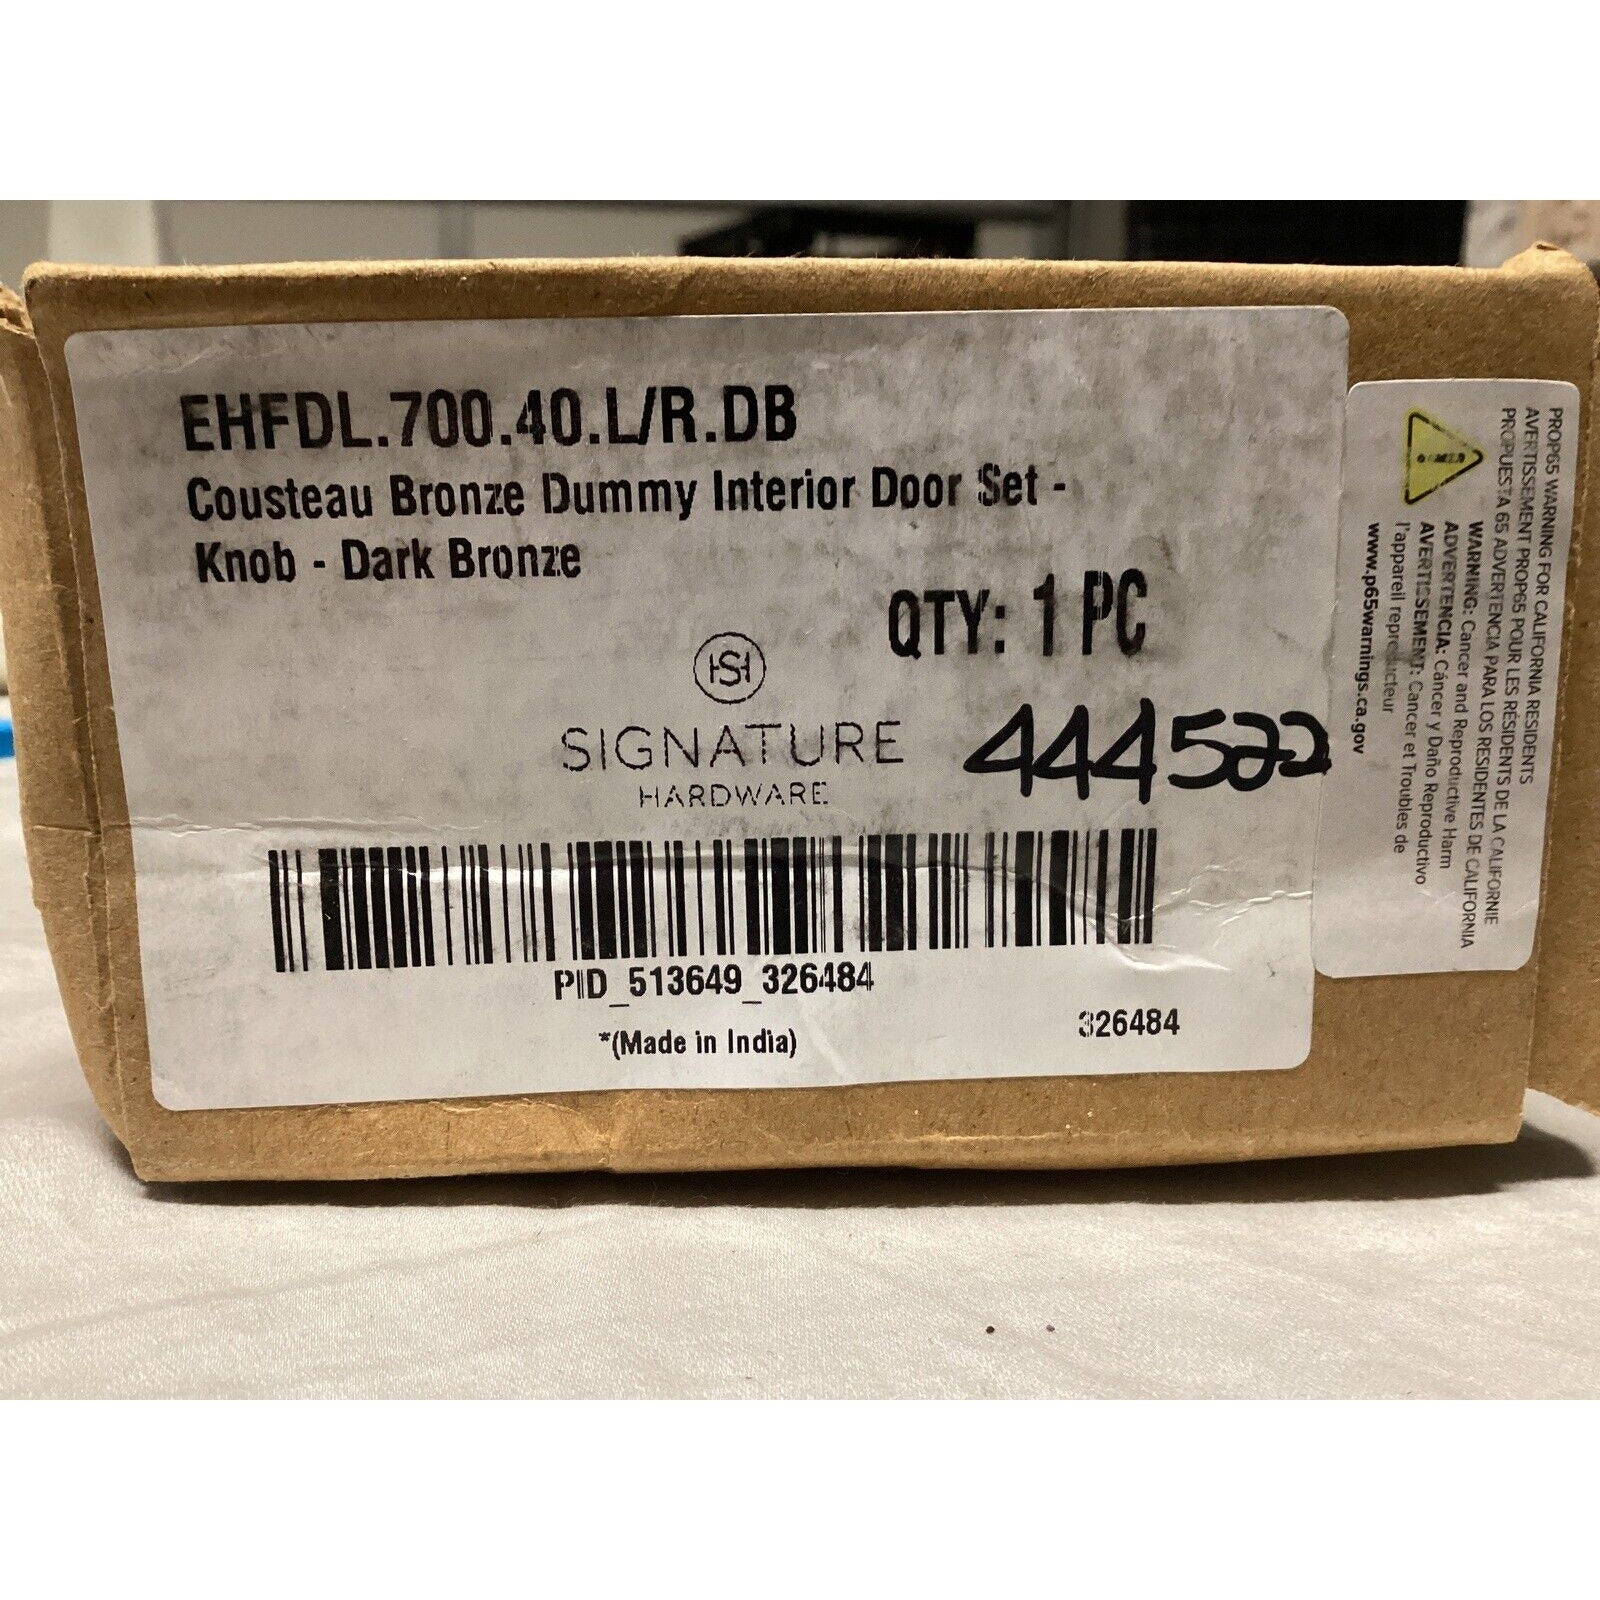 EHFDL.700.40.L/R.DB
Cousteau Bronze Dummy Interior Door Set -
Knob - Dark Bronze
QTY: 1 PC
HS
SIGNATURE
HARDWARE
444522
PID_513649_326484
*(Made in India)
326484
PROP65 WARNING FOR CALIFORNIA RESIDENTS
AVERTISSEMENT PROP65 POUR LES RÉSIDENTS DE LA CALIFORNIE
PROPUESTA 65 ADVERTENCIA PARA LOS RESIDENTES DE CALIFORNIA
WARNING: Cancer and Reproductive Harm
ADVERTENCIA: Cáncer y Daño Reproductivo
AVERTISSEMENT: Cancer et Troubles de
l'appareil reproducteur
www.p65warnings.ca.gov